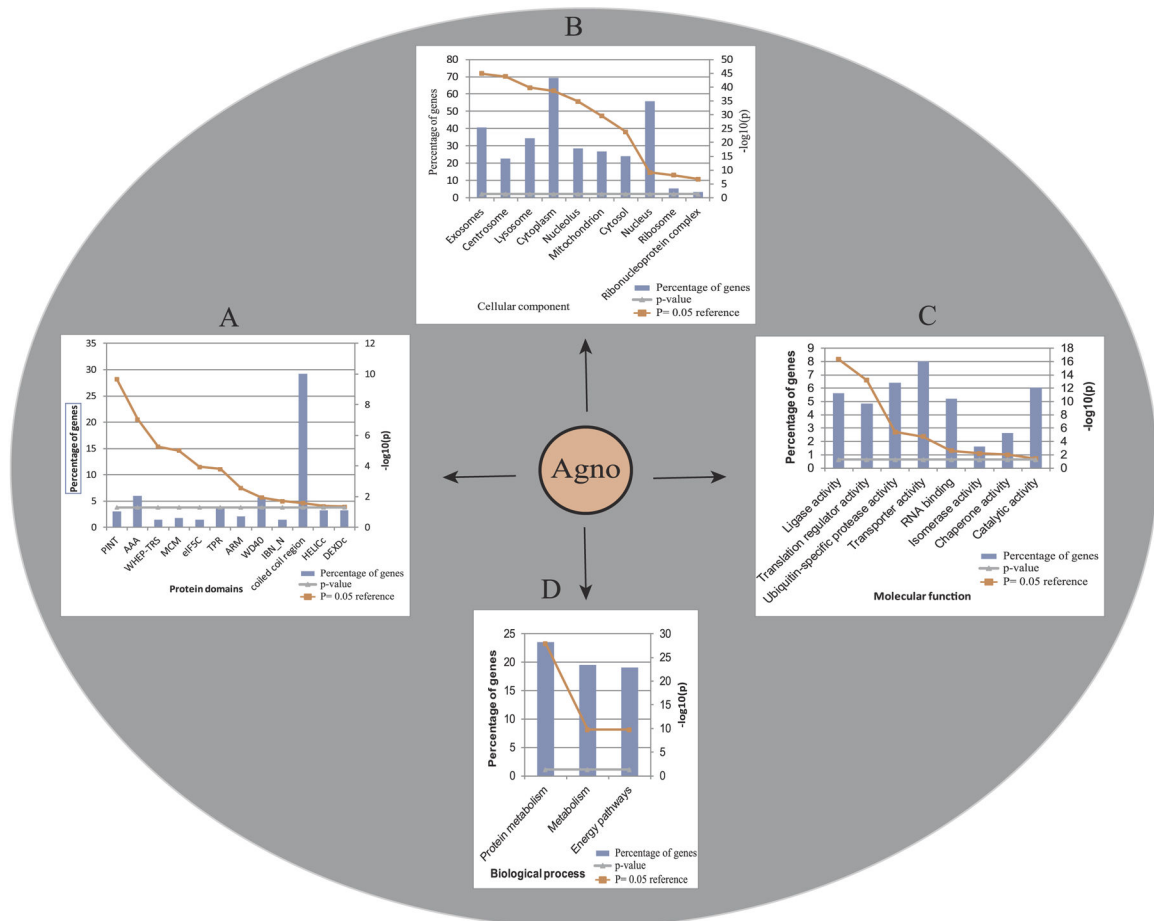 B
80
70
60
50
40
30
20
10
0
Percentage of genes
50
45
40
35
30
25
20
15
10
5
0
-log10(p)
Exosomes
Centrosome
Lysosome
Cytoplasm
Nucleolus
Mitochondrion
Cytosol
Nucleus
Ribosome
Ribonucleoprotein complex
Cellular component
Percentage of genes
p-value
P= 0.05 reference
A
35
30
25
20
15
10
5
0
Percentage of genes
12
10
8
6
4
2
0
-log10(p)
PINT
AAA
WHEP-TRS
MCM
eIF5C
TPR
ARM
WD40
IBN_N
coiled coil region
HELICc
DEXDc
Protein domains
Percentage of genes
p-value
P= 0.05 reference
Agno
C
9
8
7
6
5
4
3
2
1
0
Percentage of genes
18
16
14
12
10
8
6
4
2
0
-log10(p)
Ligase activity
Translation regulator activity
Ubiquitin-specific protease activity
Transporter activity
RNA binding
Isomerase activity
Chaperone activity
Catalytic activity
Molecular function
Percentage of genes
p-value
P= 0.05 reference
D
25
20
15
10
5
0
Percentage of genes
30
25
20
15
10
5
0
-log10(p)
Protein metabolism
Metabolism
Energy pathways
Biological process
Percentage of genes
p-value
P= 0.05 reference